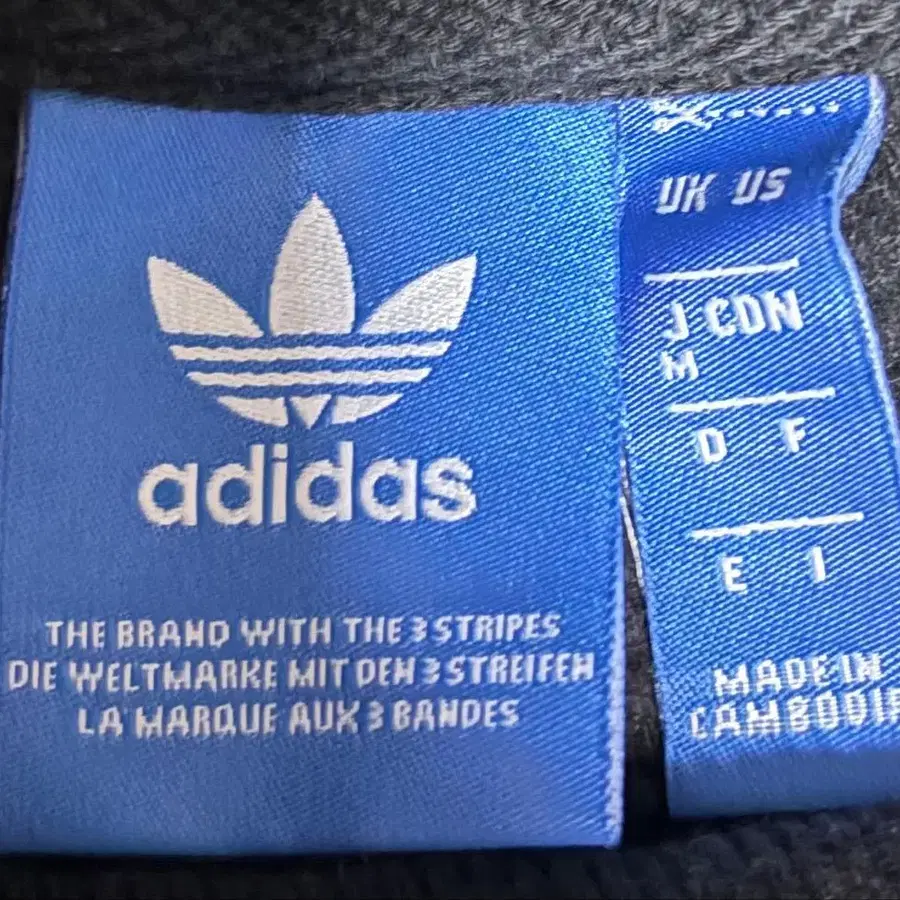 adidas
THE BRAND WITH THE 3 STRIPES
DIE WELTMARKE MIT DEN 3 STREIFEN
LA MARQUE AUX 3 BANDES
UK US
J CDN
M
D F
E I
MADE IN